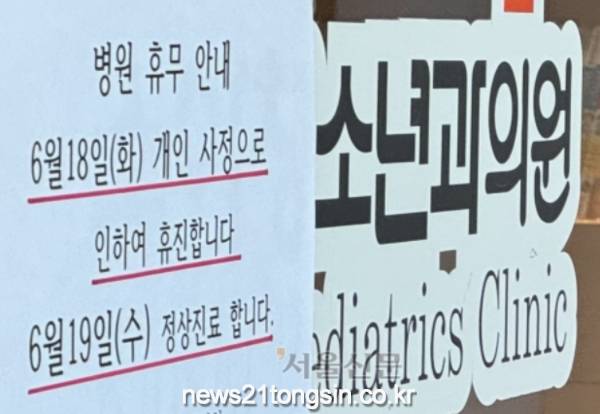 병원 휴무 안내
6월18일(화) 개인 사정으로
인하여 휴진합니다
6월19일(수) 정상진료 합니다.
소년과의원
ediatrics Clinic
서울신문
news21tongsin.co.kr